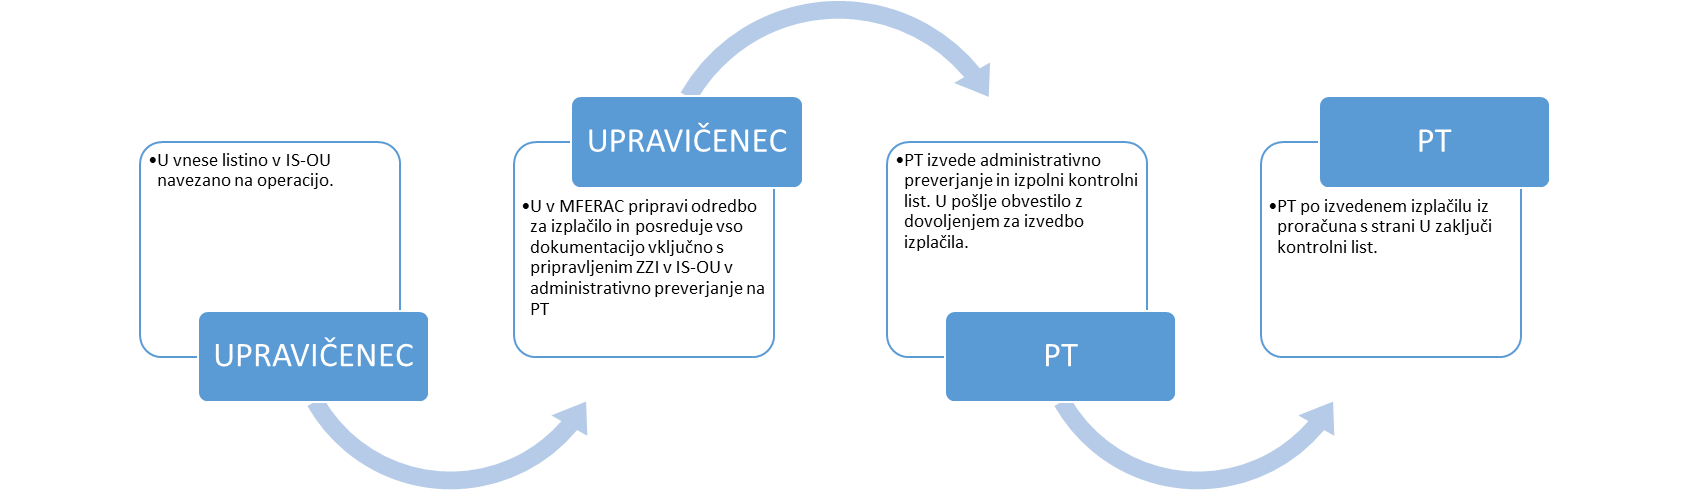 •U vnese listino v IS-OU
navezano na operacijo.
UPRAVIČENEC
UPRAVIČENEC
•U v MFERAC pripravi odredbo
za izplačilo in posreduje vso
dokumentacijo vključno s
pripravljenim ZZI v IS-OU v
administrativno preverjanje na
PT
•PT izvede administrativno
preverjanje in izpolni kontrolni
list. U pošlje obvestilo z
dovoljenjem za izvedbo
izplačila.
PT
PT
•PT po izvedenem izplačilu iz
proračuna s strani U zaključi
kontrolni list.